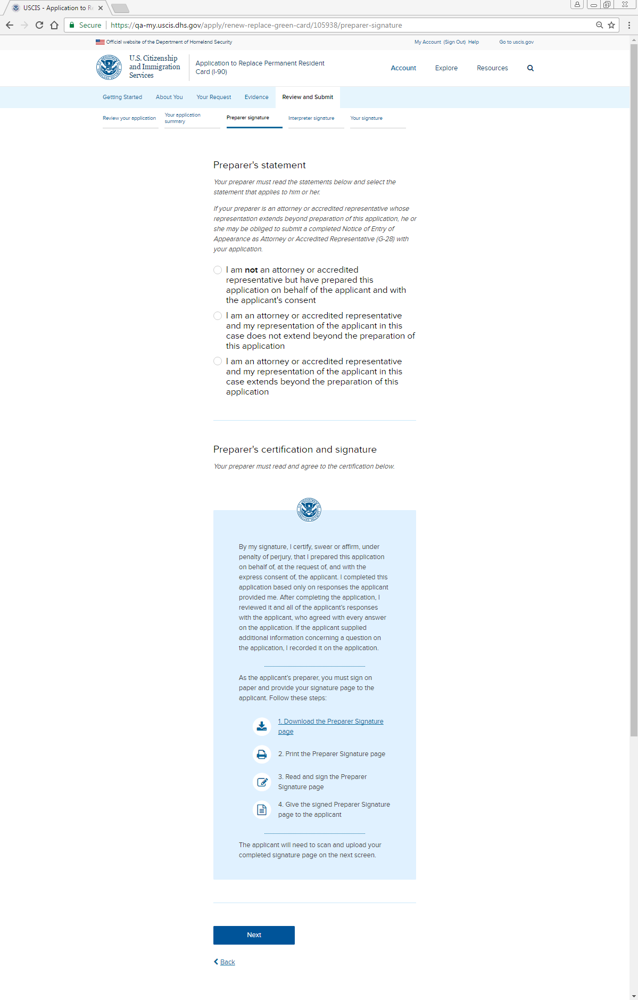 USCIS - Application to Re
Secure https://qa-my.uscis.dhs.gov/apply/renew-replace-green-card/105938/preparer-signature
Official website of the Department of Homeland Security
My Account (Sign Out) Help Go to uscis.gov
U.S. Citizenship
and Immigration
Services
Application to Replace Permanent Resident
Card (I-90)
Account Explore Resources
Getting Started About You Your Request Evidence Review and Submit
Review your application
Your application
summary
Preparer signature
Interpreter signature
Your signature
Preparer's statement
Your preparer must read the statements below and select the
statement that applies to him or her.
If your preparer is an attorney or accredited representative whose
representation extends beyond preparation of this application, he or
she may be obliged to submit a completed Notice of Entry of
Appearance as Attorney or Accredited Representative (G-28) with
your application.
I am not an attorney or accredited
representative but have prepared this
application on behalf of the applicant and with
the applicant's consent
I am an attorney or accredited representative
and my representation of the applicant in this
case does not extend beyond the preparation of
this application
I am an attorney or accredited representative
and my representation of the applicant in this
case extends beyond the preparation of this
application
Preparer's certification and signature
Your preparer must read and agree to the certification below.
By my signature, I certify, swear or affirm, under
penalty of perjury, that I prepared this application
on behalf of, at the request of, and with the
express consent of, the applicant. I completed this
application based only on responses the applicant
provided me. After completing the application, I
reviewed it and all of the applicant's responses
with the applicant, who agreed with every answer
on the application. If the applicant supplied
additional information concerning a question on
the application, I recorded it on the application.
As the applicant's preparer, you must sign on
paper and provide your signature page to the
applicant. Follow these steps:
1. Download the Preparer Signature
page
2. Print the Preparer Signature page
3. Read and sign the Preparer
Signature page
4. Give the signed Preparer Signature
page to the applicant
The applicant will need to scan and upload your
completed signature page on the next screen.
Next
Back